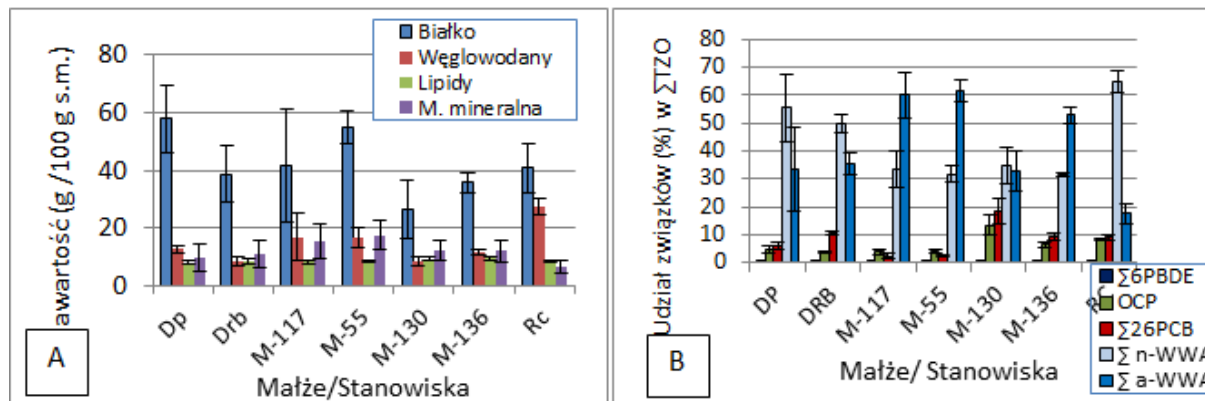 Białko
Węglowodany
Lipidy
M. mineralna
awartość (g /100 g s.m.)
80
60
40
20
0
Dp
Drb
M-117
M-55
M-130
M-136
Rc
Małże/Stanowiska
A
Udział związków (%) w ∑TZO
80
70
60
50
40
30
20
10
0
DP
DRB
M-117
M-55
M-130
M-136
Rc
Małże/ Stanowiska
B
∑6PBDE
OCP
∑26PCB
∑ n-WWA
∑ a-WWA